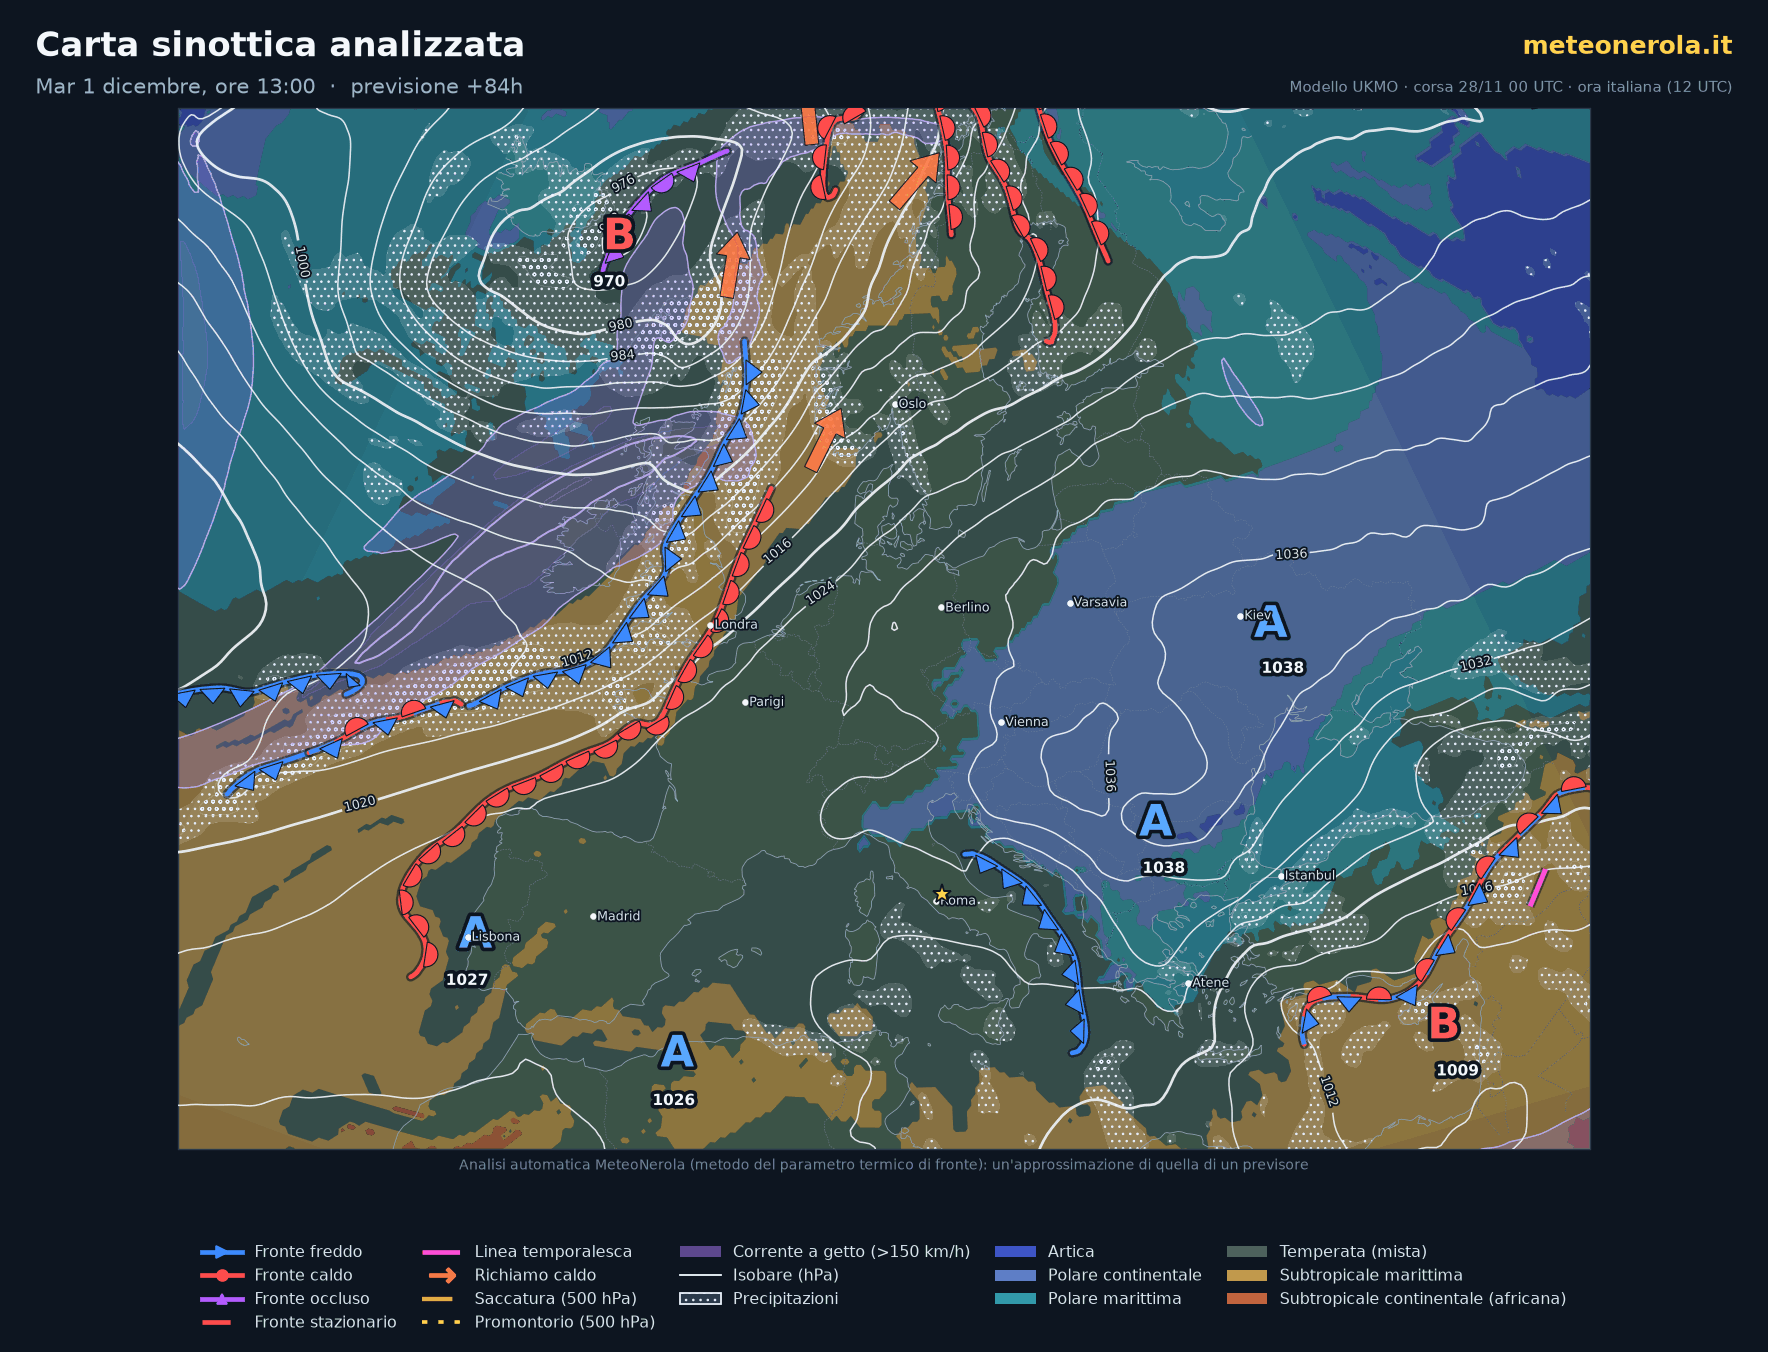 Carta sinottica analizzata
meteonerola.it
Mar 1 dicembre, ore 13:00 · previsione +84h
Modello UKMO · corsa 28/11 00 UTC · ora italiana (12 UTC)
976
B
1000
970
980
984
Oslo
1016
1036
1024
Berlino
Varsavia
Kiev
A
Londra
1012
1038
1032
Parigi
Vienna
1036
1020
A
1038
Istanbul
Roma
Madrid
A
Lisbona
1027
Atene
B
A
1009
1012
1026
Analisi automatica MeteoNerola (metodo del parametro termico di fronte): un'approssimazione di quella di un previsore
Fronte freddo
Linea temporalesca
Corrente a getto (>150 km/h)
Artica
Temperata (mista)
Fronte caldo
Richiamo caldo
Isobare (hPa)
Polare continentale
Subtropicale marittima
Fronte occluso
Saccatura (500 hPa)
Precipitazioni
Polare marittima
Subtropicale continentale (africana)
Fronte stazionario
Promontorio (500 hPa)